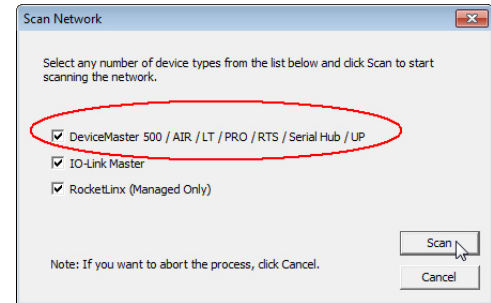 Scan Network
Select any number of device types from the list below and click Scan to start
scanning the network.
DeviceMaster 500 / AIR / LT / PRO / RTS / Serial Hub / UP
IO-Link Master
RocketLinx (Managed Only)
Scan
Note: If you want to abort the process, click Cancel.
Cancel